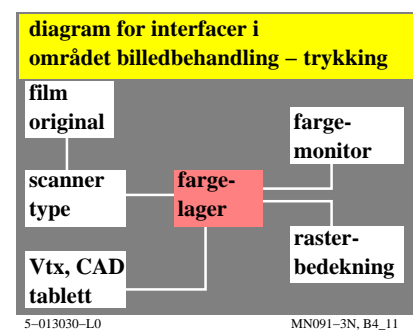 diagram for interfacer i
området billedbehandling – trykking
film
original
farge-
monitor
scanner
type
farge-
lager
raster-
bedekning
Vtx, CAD
tablett
5–013030–L0
MN091–3N, B4_11